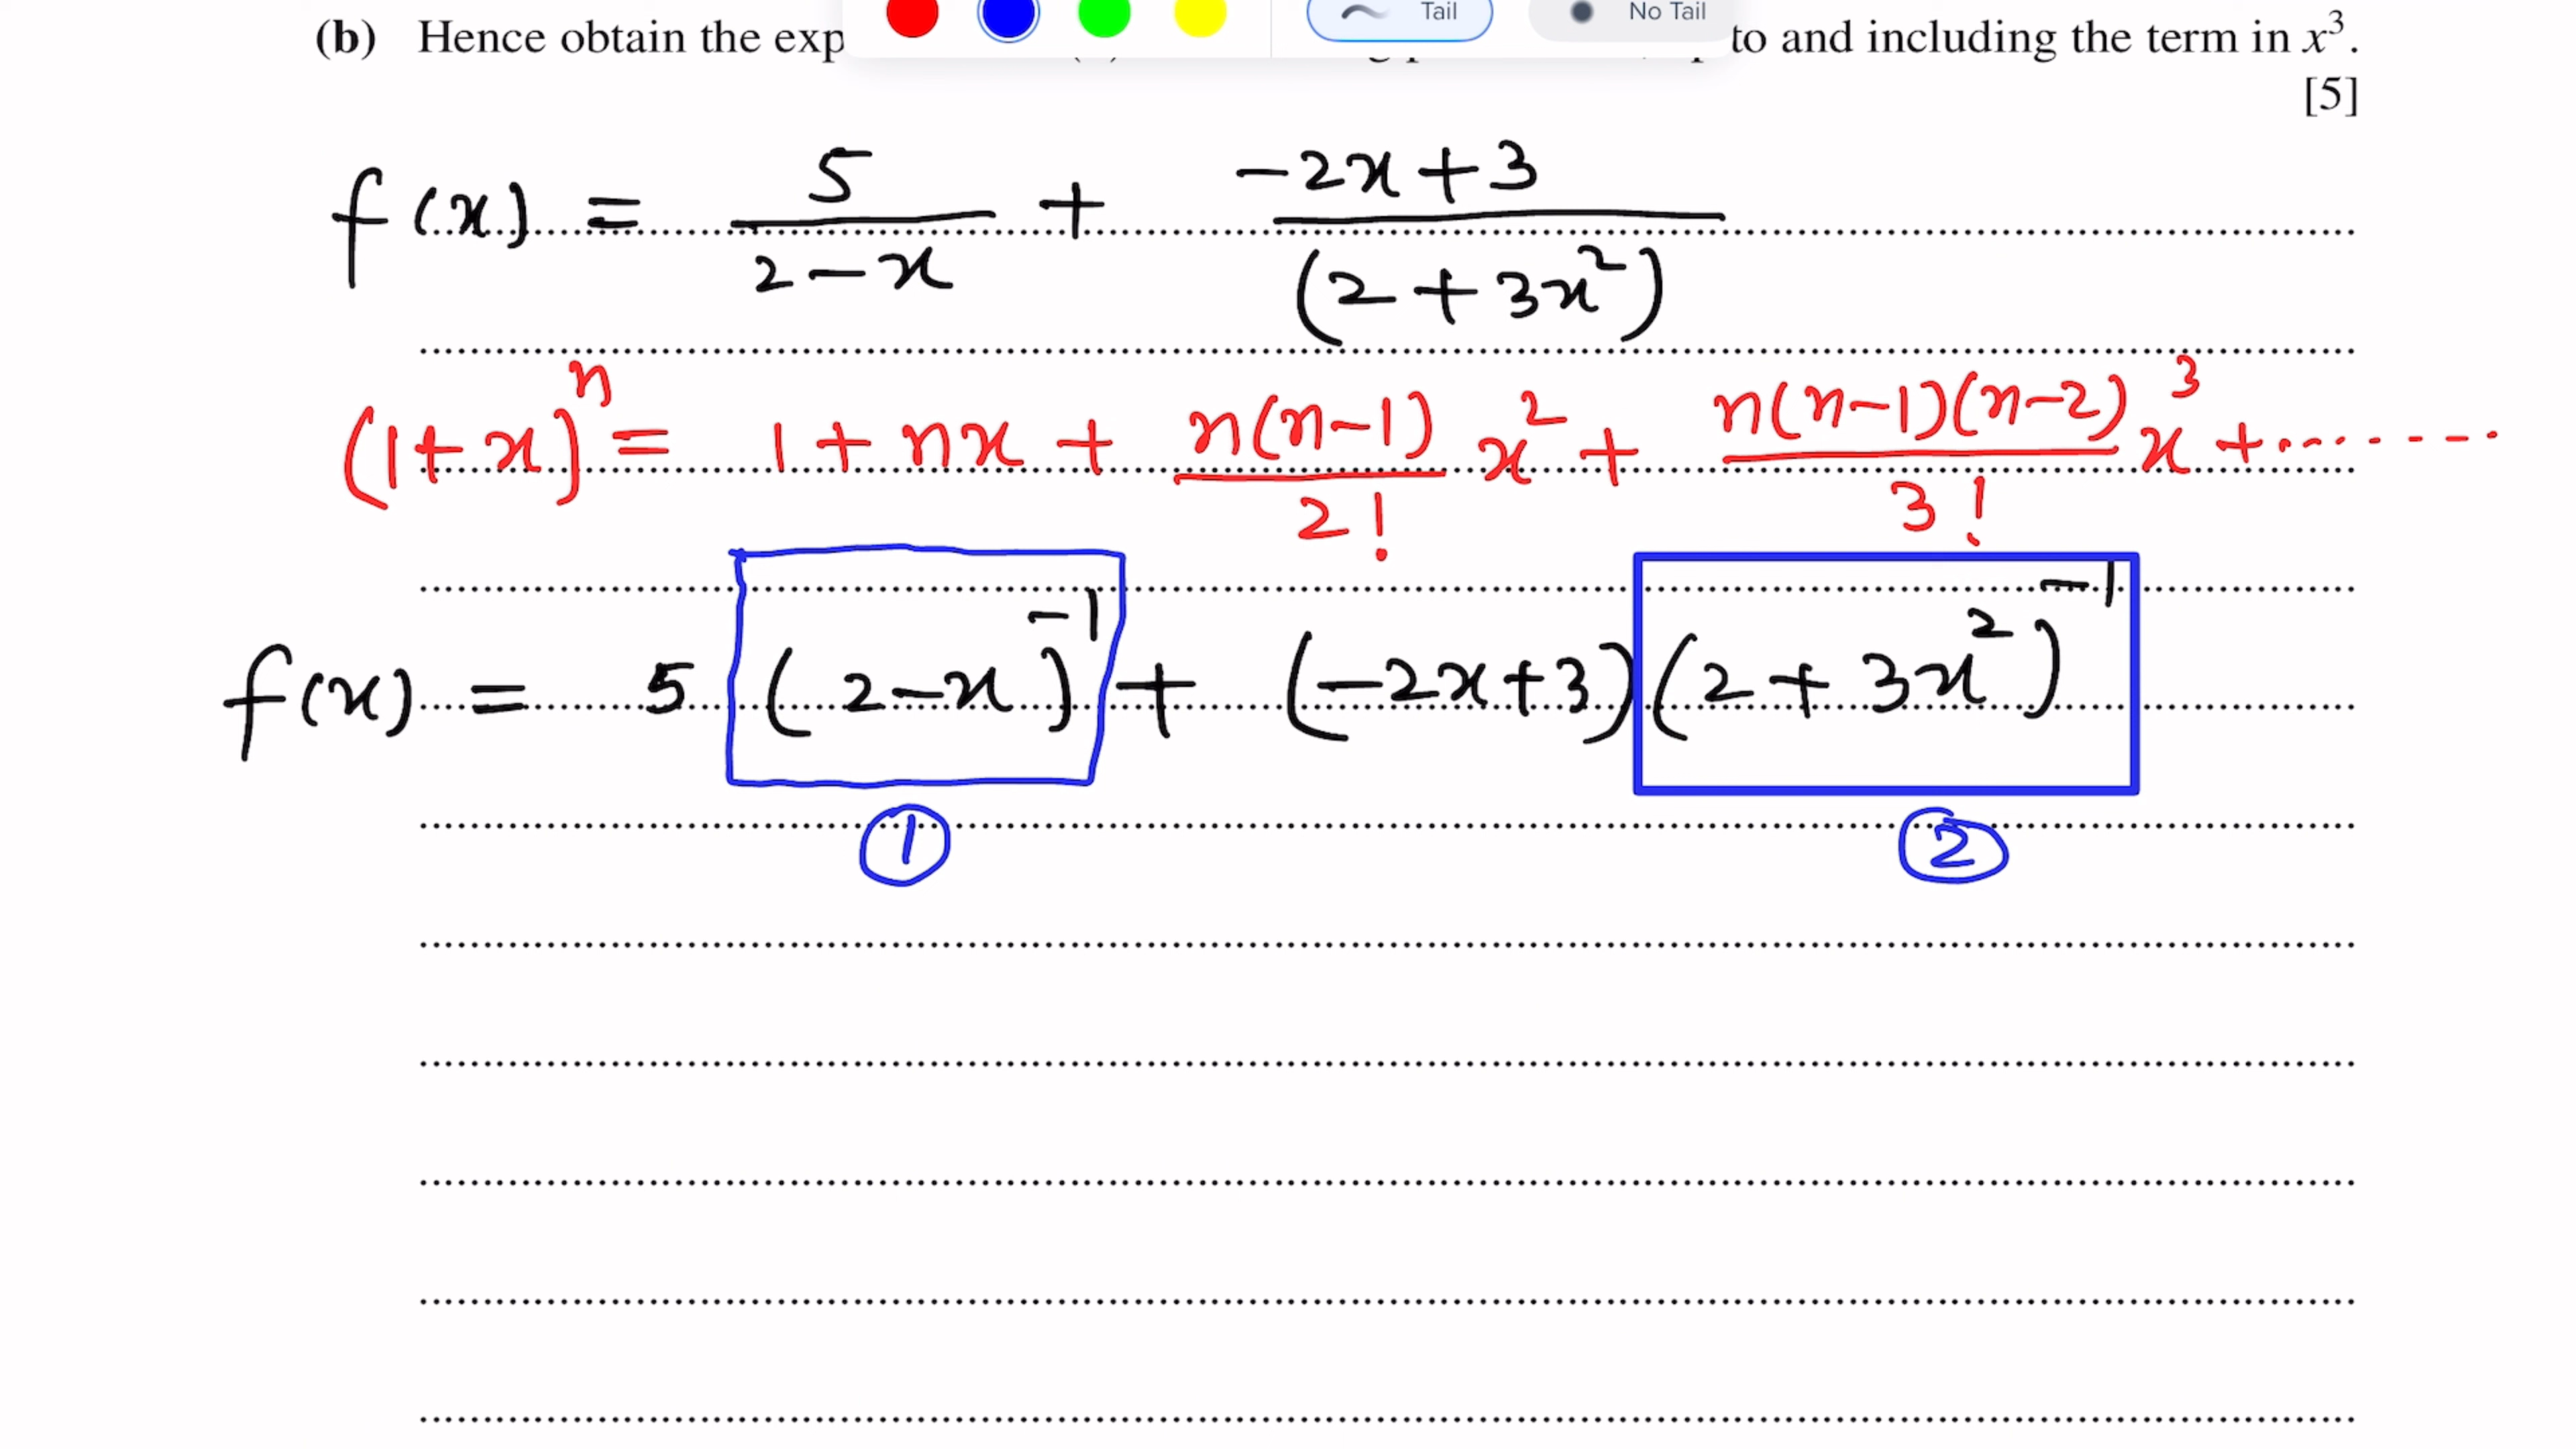 Tail No Tail
(b) Hence obtain the exp to and including the term in x³.
[5]
f(x) = 5/(2-x) + (-2x+3)/(2+3x²)
(1+x)ⁿ = 1 + nx + n(n-1)/2! x² + n(n-1)(n-2)/3! x³ + .......
f(x) = 5 (2-x)⁻¹ + (-2x+3)(2+3x²)⁻¹
① ②